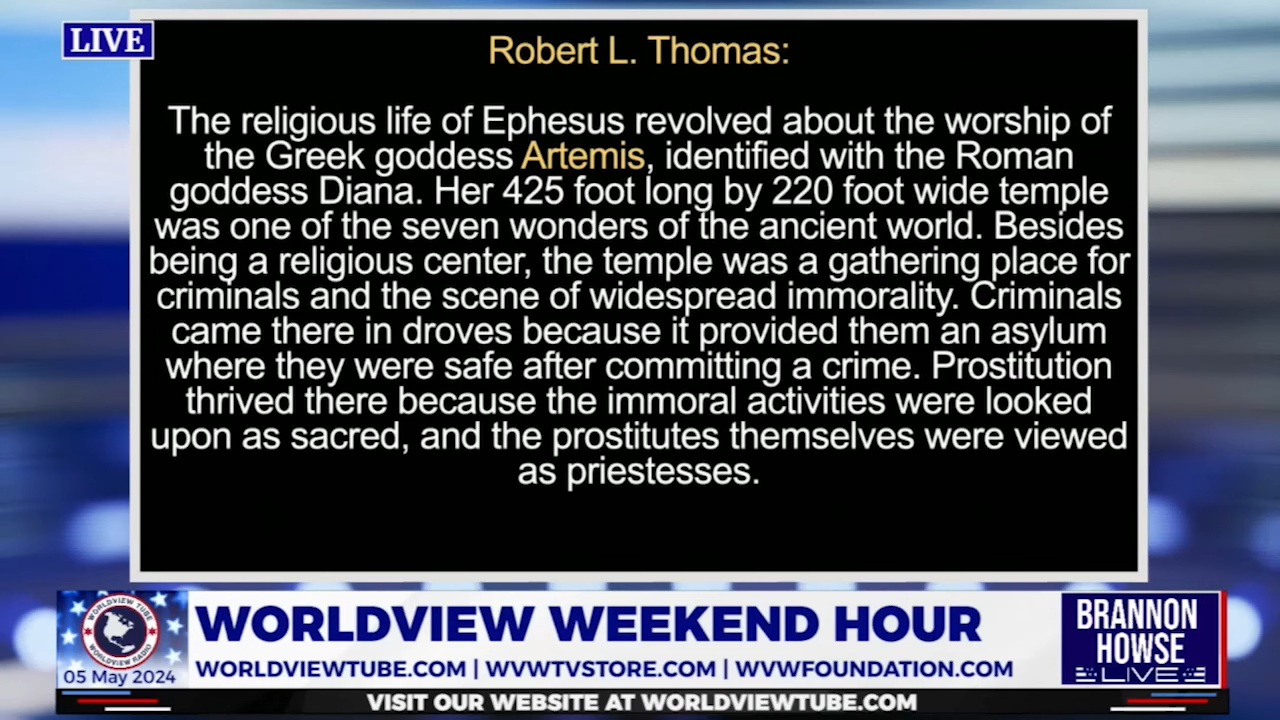 LIVE
Robert L. Thomas:
The religious life of Ephesus revolved about the worship of
the Greek goddess Artemis, identified with the Roman
goddess Diana. Her 425 foot long by 220 foot wide temple
was one of the seven wonders of the ancient world. Besides
being a religious center, the temple was a gathering place for
criminals and the scene of widespread immorality. Criminals
came there in droves because it provided them an asylum
where they were safe after committing a crime. Prostitution
thrived there because the immoral activities were looked
upon as sacred, and the prostitutes themselves were viewed
as priestesses.
WORLDVIEW TUBE
WORLDVIEW RADIO
05 May 2024
WORLDVIEW WEEKEND HOUR
WORLDVIEWTUBE.COM | WVWTVSTORE.COM | WVWFOUNDATION.COM
BRANNON
HOWSE
LIVE
VISIT OUR WEBSITE AT WORLDVIEWTUBE.COM